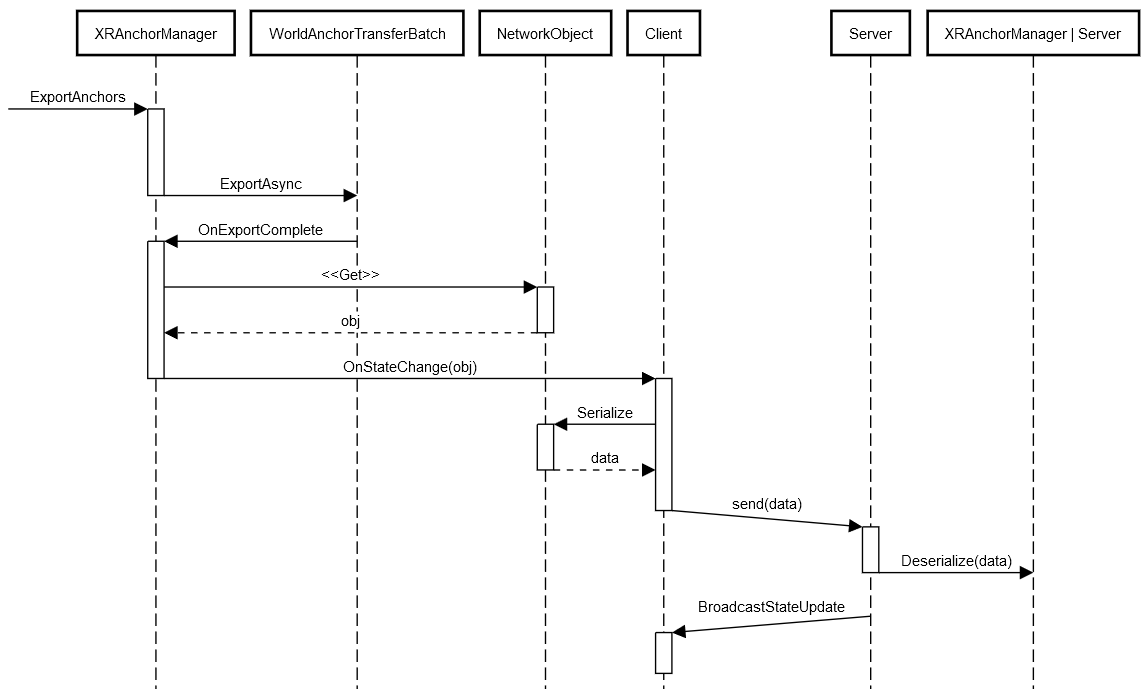 XRAnchorManager
WorldAnchorTransferBatch
NetworkObject
Client
Server
XRAnchorManager | Server
ExportAnchors
ExportAsync
OnExportComplete
<<Get>>
obj
OnStateChange(obj)
Serialize
data
send(data)
Deserialize(data)
BroadcastStateUpdate